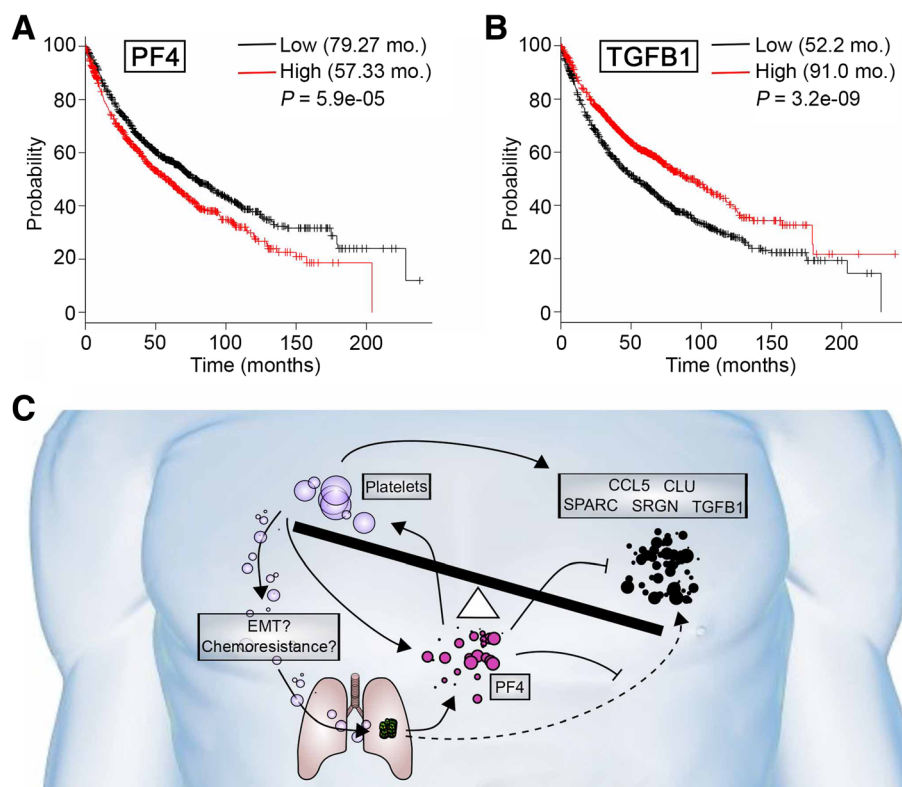 A
PF4
Low (79.27 mo.)
High (57.33 mo.)
P = 5.9e-05
Probability
100
80
60
40
20
0
0 50 100 150 200
Time (months)
B
TGFB1
Low (52.2 mo.)
High (91.0 mo.)
P = 3.2e-09
Probability
100
80
60
40
20
0
0 50 100 150 200
Time (months)
C
Platelets
CCL5 CLU
SPARC SRGN TGFB1
EMT?
Chemoresistance?
PF4